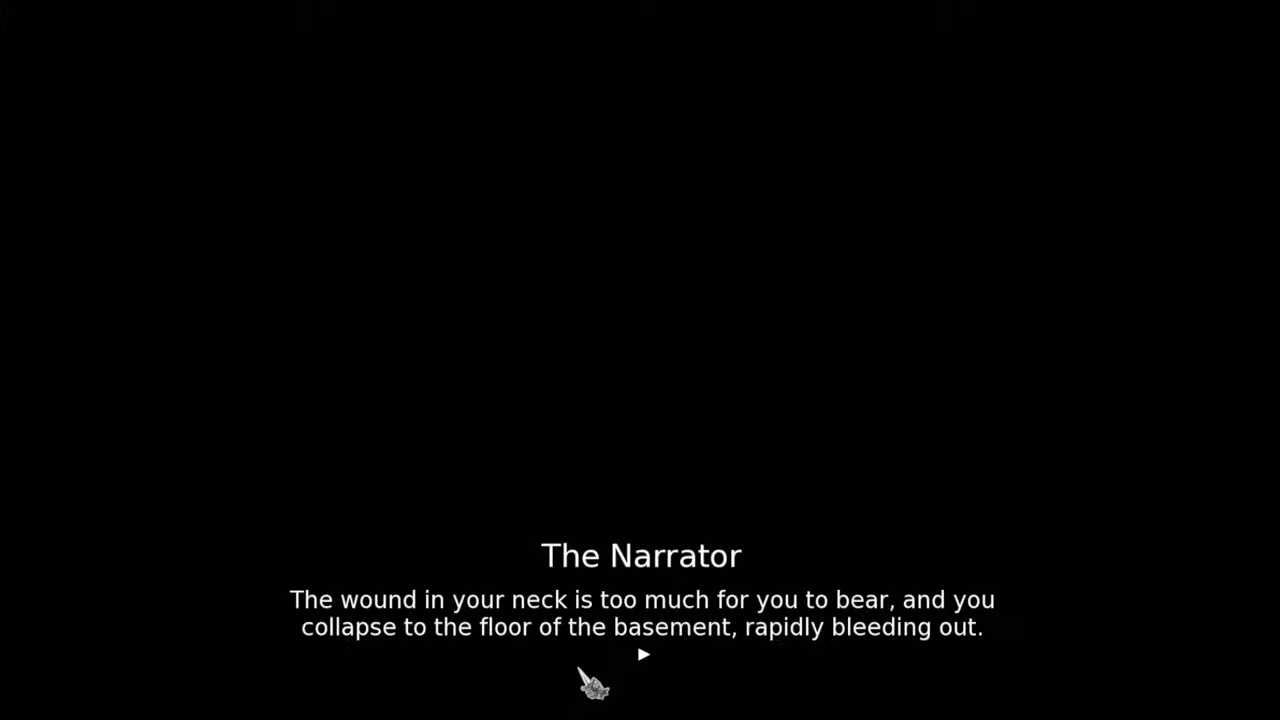 The Narrator
The wound in your neck is too much for you to bear, and you
collapse to the floor of the basement, rapidly bleeding out.